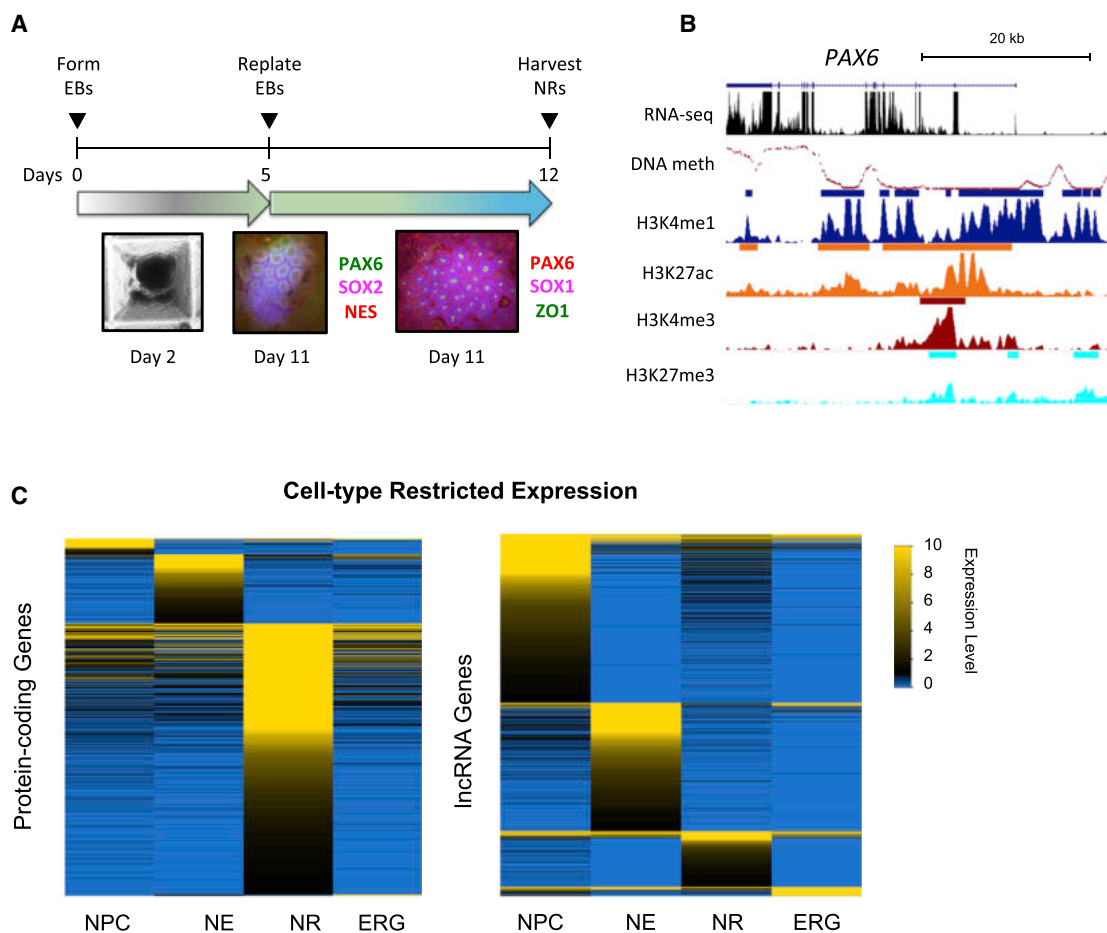 A
Form
EBs
Replate
EBs
Harvest
NRs
Days 0 5 12
PAX6
SOX2
NES
PAX6
SOX1
ZO1
Day 2
Day 11
Day 11
B
20 kb
PAX6
RNA-seq
DNA meth
H3K4me1
H3K27ac
H3K4me3
H3K27me3
C
Cell-type Restricted Expression
Protein-coding Genes
NPC NE NR ERG
lncRNA Genes
NPC NE NR ERG
10
8
6
4
2
0
Expression Level